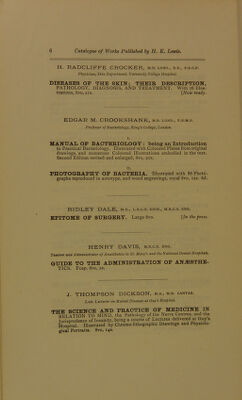 6 Catalogue of Works Published by H. K. Lewis.
H. RADCLIFFE CROCKER, M.D. LOND., B.S., F.R.C.P.
Physician, Skin Department, University College Hospital.
DISEASES OF THE SKIN; THEIR DESCRIPTION,
PATHOLOGY, DIAGNOSIS, AND TREATMENT. With 76 Illus-
trations, 8vo, 21s. [Now ready.
EDGAR M. CROOKSHANK, M.B. LOND., F.R.M.S.
Professor of Bacteriology, King's College, London.
I.
MANUAL OF BACTERIOLOGY: being an Introduction
to Practical Bacteriology. Illustrated with Coloured Plates from original
drawings, and numerous Coloured Illustrations embodied in the text.
Second Edition revised and enlarged, 8vo, 21s.
II.
PHOTOGRAPHY OF BACTERIA. Illustrated with 86 Photo-
graphs reproduced in autotype, and wood engravings, royal 8vo, 12s. 6d.
RIDLEY DALE, M.D., L.R.C.P. EDIN., M.R.C.S. ENG.
EPITOME OF SURGERY. Large 8vo. [In the press.
HENRY DAVIS, M.R.C.S. ENG.
Teacher and Administrator of Anæsthetics to St. Mary's and the National Dental Hospitals.
GUIDE TO THE ADMINISTRATION OF ANÆSTHE-
TICS. Fcap. 8vo, 2s.
J. THOMPSON DICKSON, M.A., M.B. CANTAB.
Late Lecturer on Mental Diseases at Guy's Hospital.
THE SCIENCE AND PRACTICE OF MEDICINE IN
RELATION TO MIND, the Pathology of the Nerve Centres, and the
Jurisprudence of Insanity, being a course of Lectures delivered at Guy's
Hospital. Illustrated by Chromo-lithographic Drawings and Physiolo-
gical Portraits. 8vo, 14s.